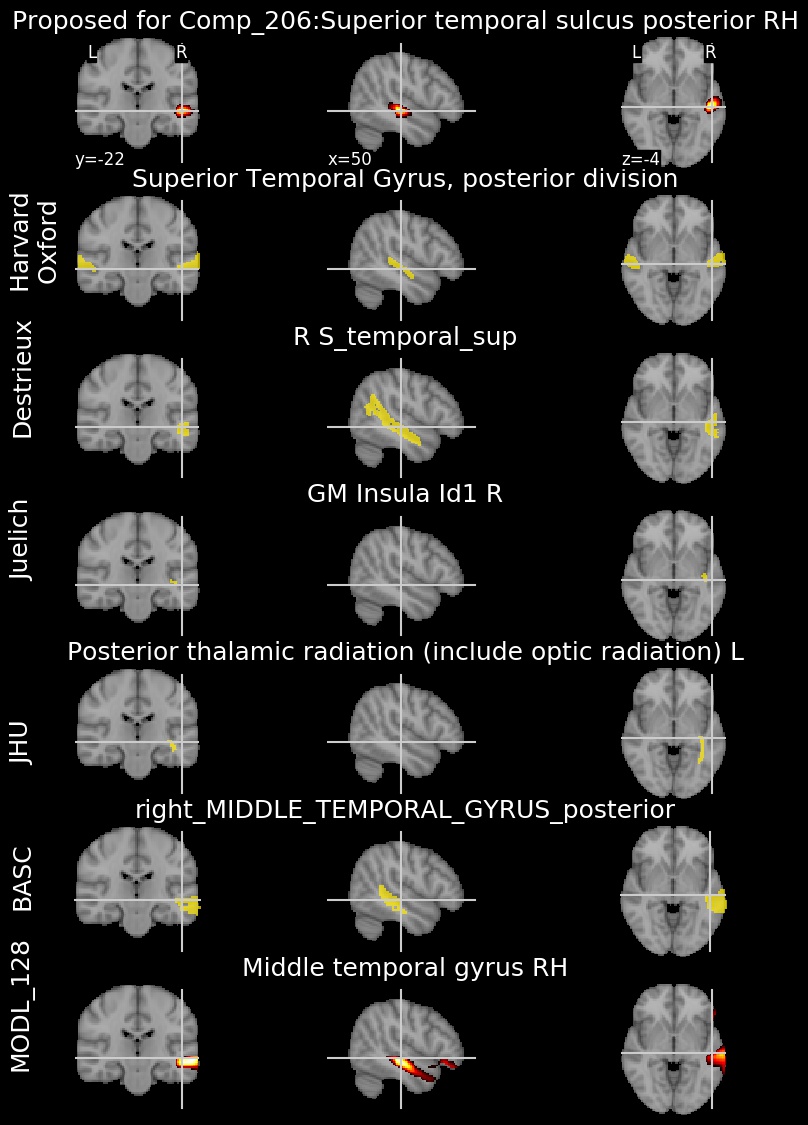 Proposed for Comp_206:Superior temporal sulcus posterior RH
L R L R
y=-22 x=50 z=-4
Superior Temporal Gyrus, posterior division
Harvard
Oxford
R S_temporal_sup
Destrieux
GM Insula Id1 R
Juelich
Posterior thalamic radiation (include optic radiation) L
JHU
right_MIDDLE_TEMPORAL_GYRUS_posterior
BASC
Middle temporal gyrus RH
MODL_128